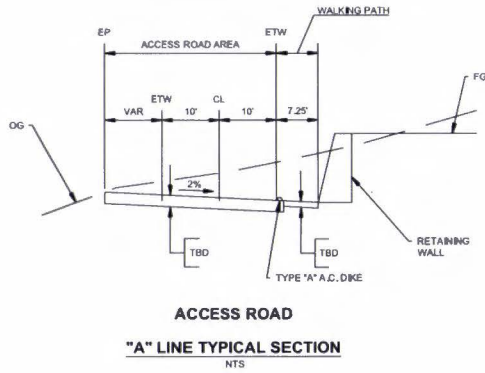 WALKING PATH
EP
ETW
ACCESS ROAD AREA
FG
ETW
CL
VAR
10'
10'
7.25'
OG
2%
TBD
TBD
RETAINING
WALL
TYPE "A" A.C. DIKE
ACCESS ROAD
"A" LINE TYPICAL SECTION
NTS